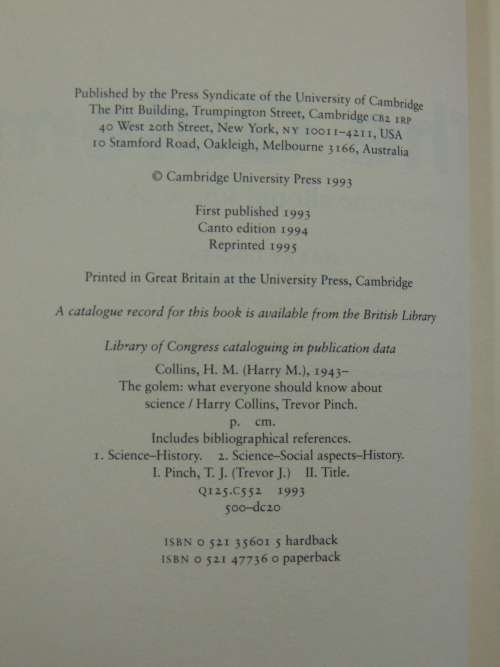 Published by the Press Syndicate of the University of Cambridge
The Pitt Building, Trumpington Street, Cambridge CB2 1RP
40 West 20th Street, New York, NY 10011–4211, USA
10 Stamford Road, Oakleigh, Melbourne 3166, Australia
© Cambridge University Press 1993
First published 1993
Canto edition 1994
Reprinted 1995
Printed in Great Britain at the University Press, Cambridge
A catalogue record for this book is available from the British Library
Library of Congress cataloguing in publication data
Collins, H. M. (Harry M.), 1943–
The golem: what everyone should know about
science / Harry Collins, Trevor Pinch.
p. cm.
Includes bibliographical references.
1. Science–History. 2. Science–Social aspects–History.
I. Pinch, T. J. (Trevor J.) II. Title.
Q125.C552 1993
500–dc20
ISBN 0 521 35601 5 hardback
ISBN 0 521 47736 0 paperback